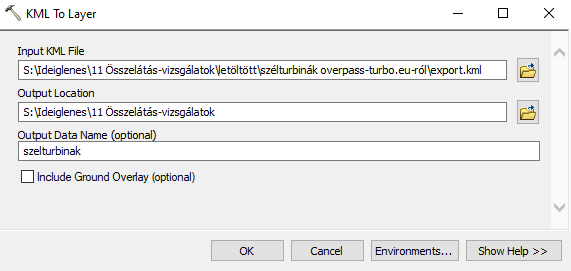 KML To Layer
Input KML File
S:\Ideiglenes\11 Összelátás-vizsgálatok\letöltött\szélturbinák overpass-turbo.eu-ról\export.kml
Output Location
S:\Ideiglenes\11 Összelátás-vizsgálatok
Output Data Name (optional)
szelturbinak
Include Ground Overlay (optional)
OK Cancel Environments... Show Help >>